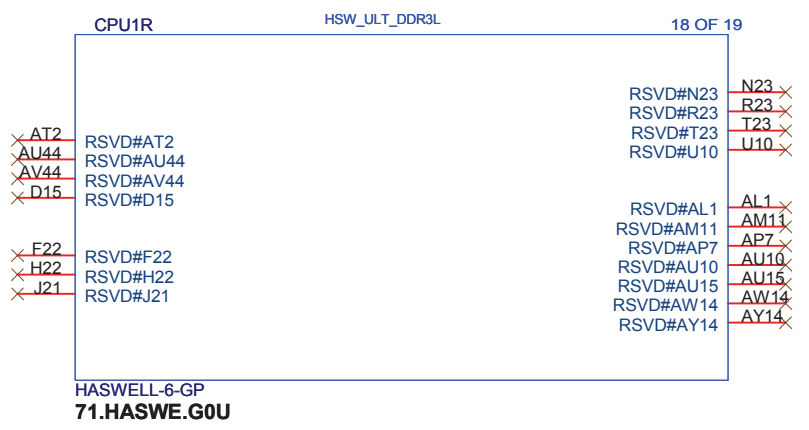 CPU1R HSW_ULT_DDR3L 18 OF 19
RSVD#N23 N23
RSVD#R23 R23
RSVD#T23 T23
RSVD#U10 U10
AT2 RSVD#AT2
AU44 RSVD#AU44
AV44 RSVD#AV44
D15 RSVD#D15
RSVD#AL1 AL1
RSVD#AM11 AM11
RSVD#AP7 AP7
RSVD#AU10 AU10
RSVD#AU15 AU15
RSVD#AW14 AW14
RSVD#AY14 AY14
F22 RSVD#F22
H22 RSVD#H22
J21 RSVD#J21
HASWELL-6-GP
71.HASWE.G0U